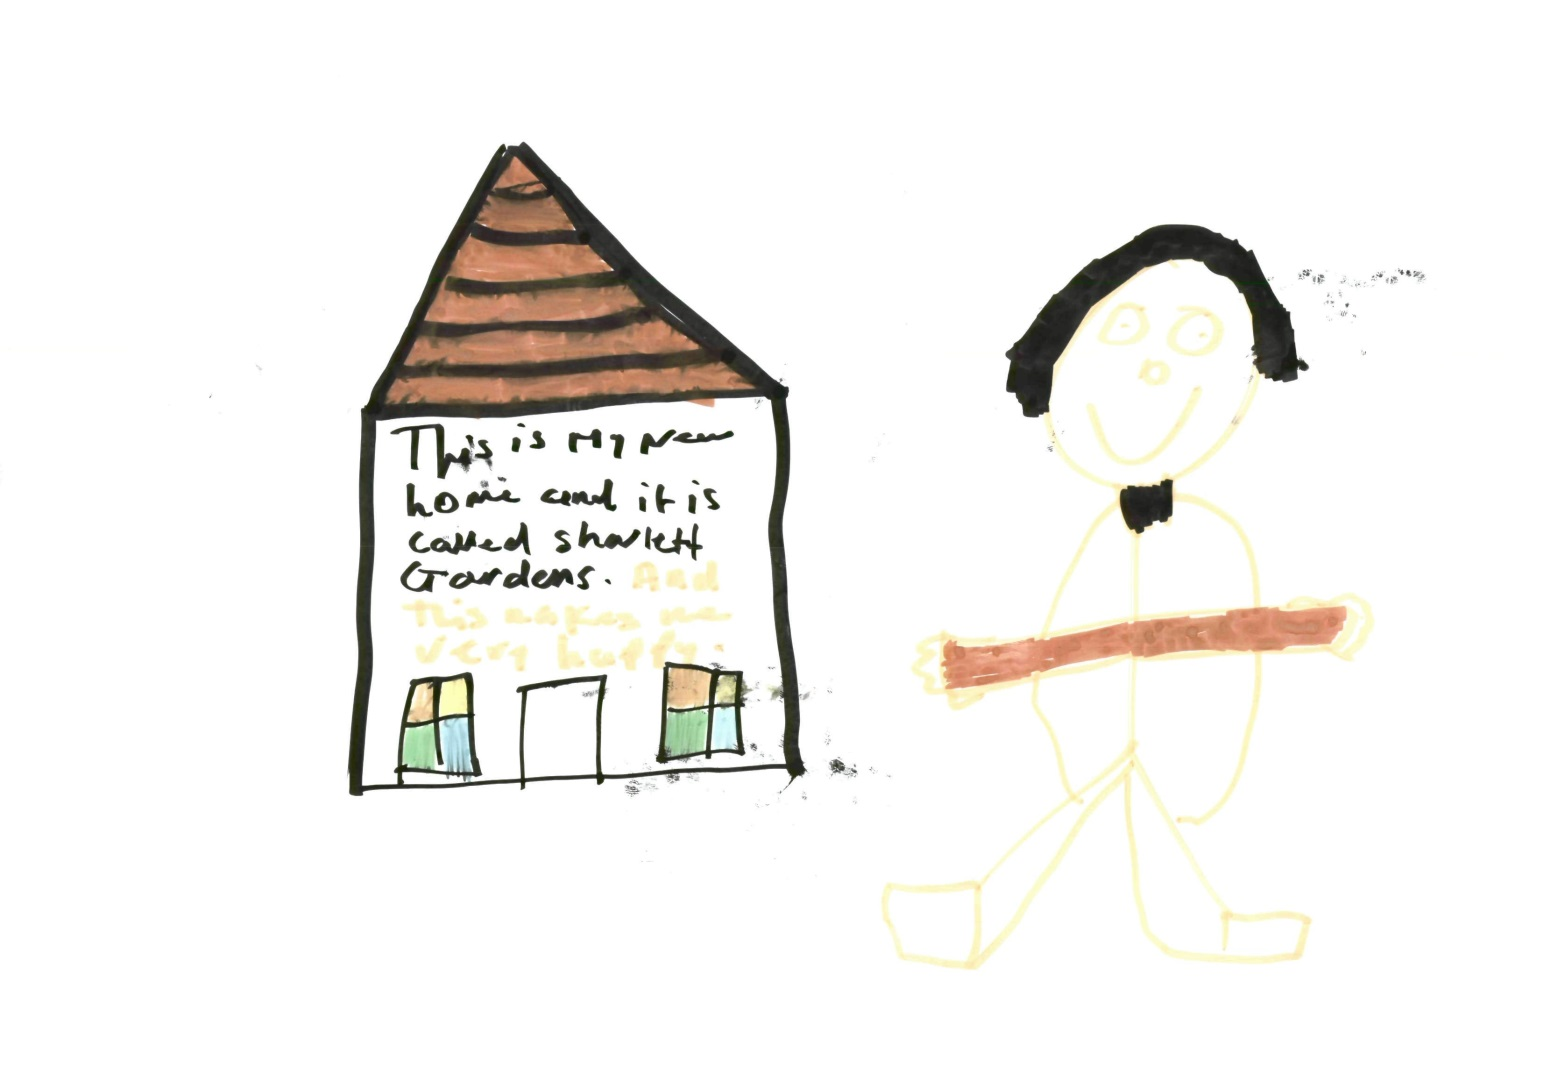 This is My New
home and it is
called sharlett
Gardens. And
this makes me
very happy.